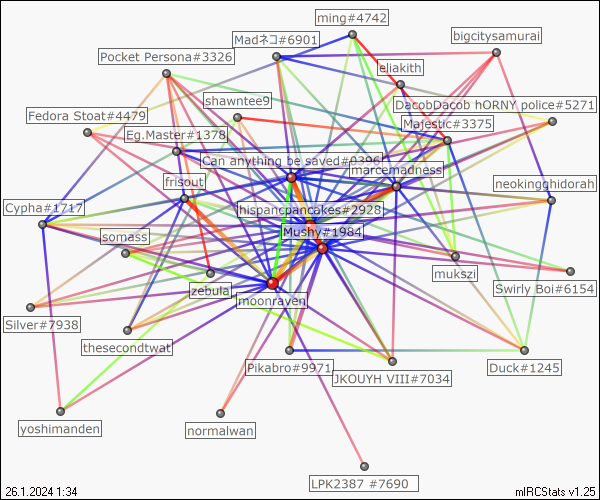 ming#4742
bigcitysamurai
Madネコ#6901
Pocket Persona#3326
eliakith
shawntee9
DacobDacob hORNY police#5271
Fedora Stoat#4479
Majestic#3375
Eg.Master#1378
Can anything be saved#0396
marcemadness
frisout
neokingghidorah
Cypha#1717
hispancpancakes#2928
somass
Mushy#1984
mukszi
zebula
Swirly Boi#6154
moonraven
Silver#7938
thesecondtwat
Pikabro#9971
Duck#1245
JKOUYH VIII#7034
yoshimanden
normalwan
LPK2387 #7690
26.1.2024 1:34
mIRCStats v1.25